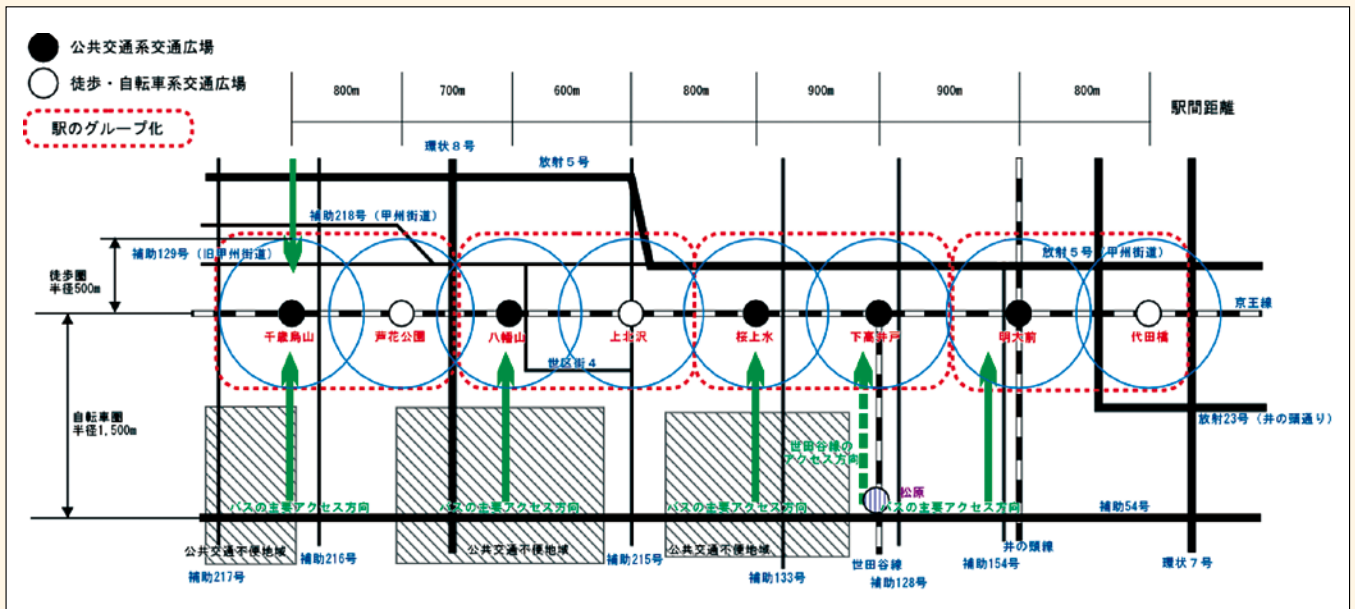 公共交通系交通広場
徒歩・自転車系交通広場
駅のグループ化
800m
700m
600m
800m
900m
900m
800m
駅間距離
環状8号
放射5号
補助218号(甲州街道)
補助129号(旧甲州街道)
放射5号(甲州街道)
徒歩圏
半径500m
京王線
千歳烏山
芦花公園
八幡山
上北沢
桜上水
下高井戸
明大前
代田橋
世区街4
自転車圏
半径1,500m
放射23号(井の頭通り)
世田谷線の
アクセス方向
松原
バスの主要アクセス方向
バスの主要アクセス方向
バスの主要アクセス方向
バスの主要アクセス方向
補助54号
公共交通不便地域
公共交通不便地域
公共交通不便地域
補助217号
補助216号
補助215号
補助133号
世田谷線
補助128号
補助154号
井の頭線
環状7号